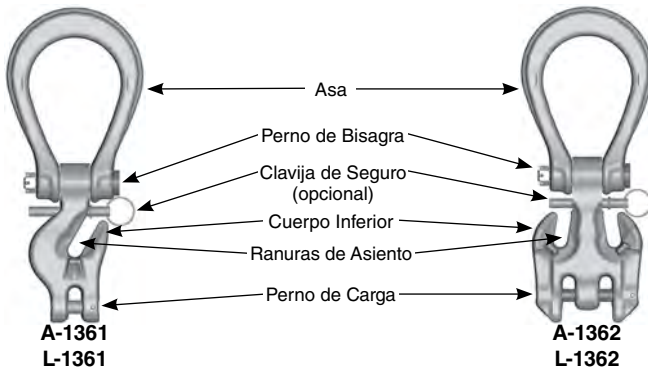 Asa
Perno de Bisagra
Clavija de Seguro
(opcional)
Cuerpo Inferior
Ranuras de Asiento
Perno de Carga
A-1361
L-1361
A-1362
L-1362